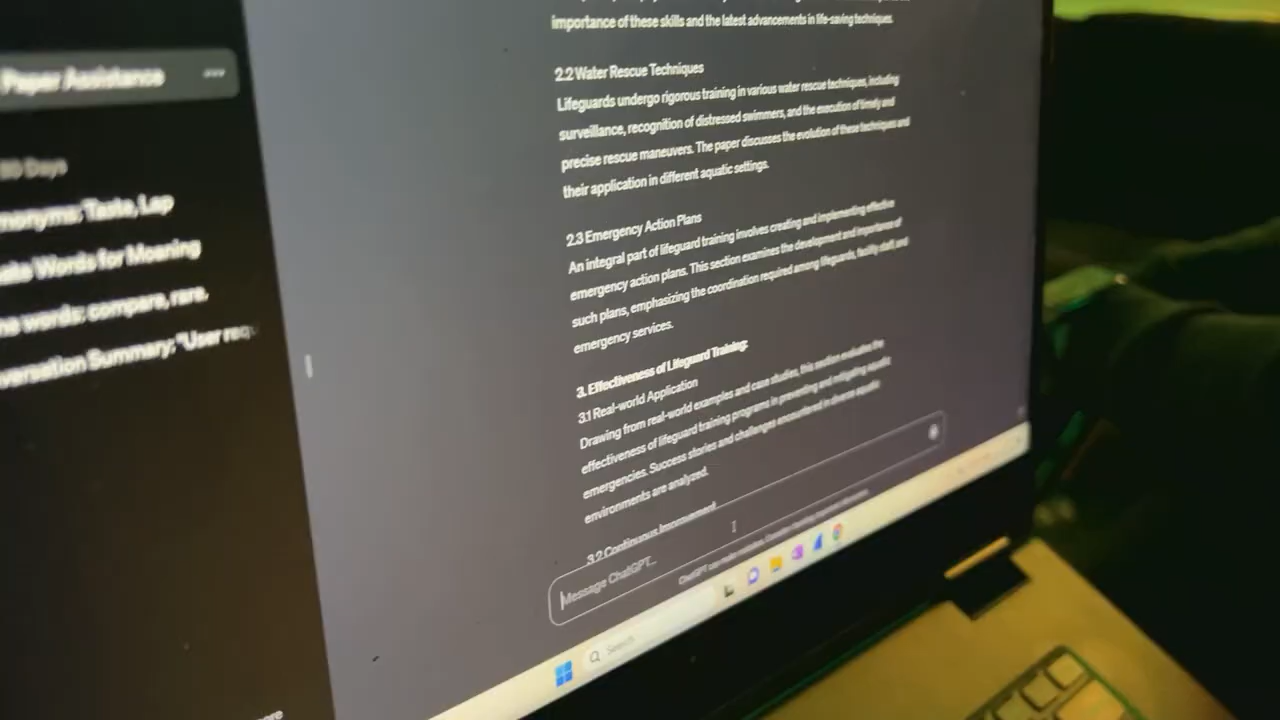 importance of these skills and the latest advancements in life-saving techniques.
2.2 Water Rescue Techniques
Lifeguards undergo rigorous training in various water rescue techniques, including
surveillance, recognition of distressed swimmers, and the execution of timely and
precise rescue maneuvers. The paper discusses the evolution of these techniques and
their application in different aquatic settings.
2.3 Emergency Action Plans
An integral part of lifeguard training involves creating and implementing effective
emergency action plans. This section examines the development and importance of
such plans, emphasizing the coordination required among lifeguards, facility staff, and
emergency services.
3. Effectiveness of Lifeguard Training:
3.1 Real-world Application
Drawing from real-world examples and case studies, this section evaluates the
effectiveness of lifeguard training programs in preventing and mitigating aquatic
emergencies. Success stories and challenges encountered in diverse aquatic
environments are analyzed.
3.2 Continuous Improvement
Message ChatGPT...
Search
Paper Assistance
Days
Taste, Lap
Words for Moaning
words: compare, rare.
Summary: "User req